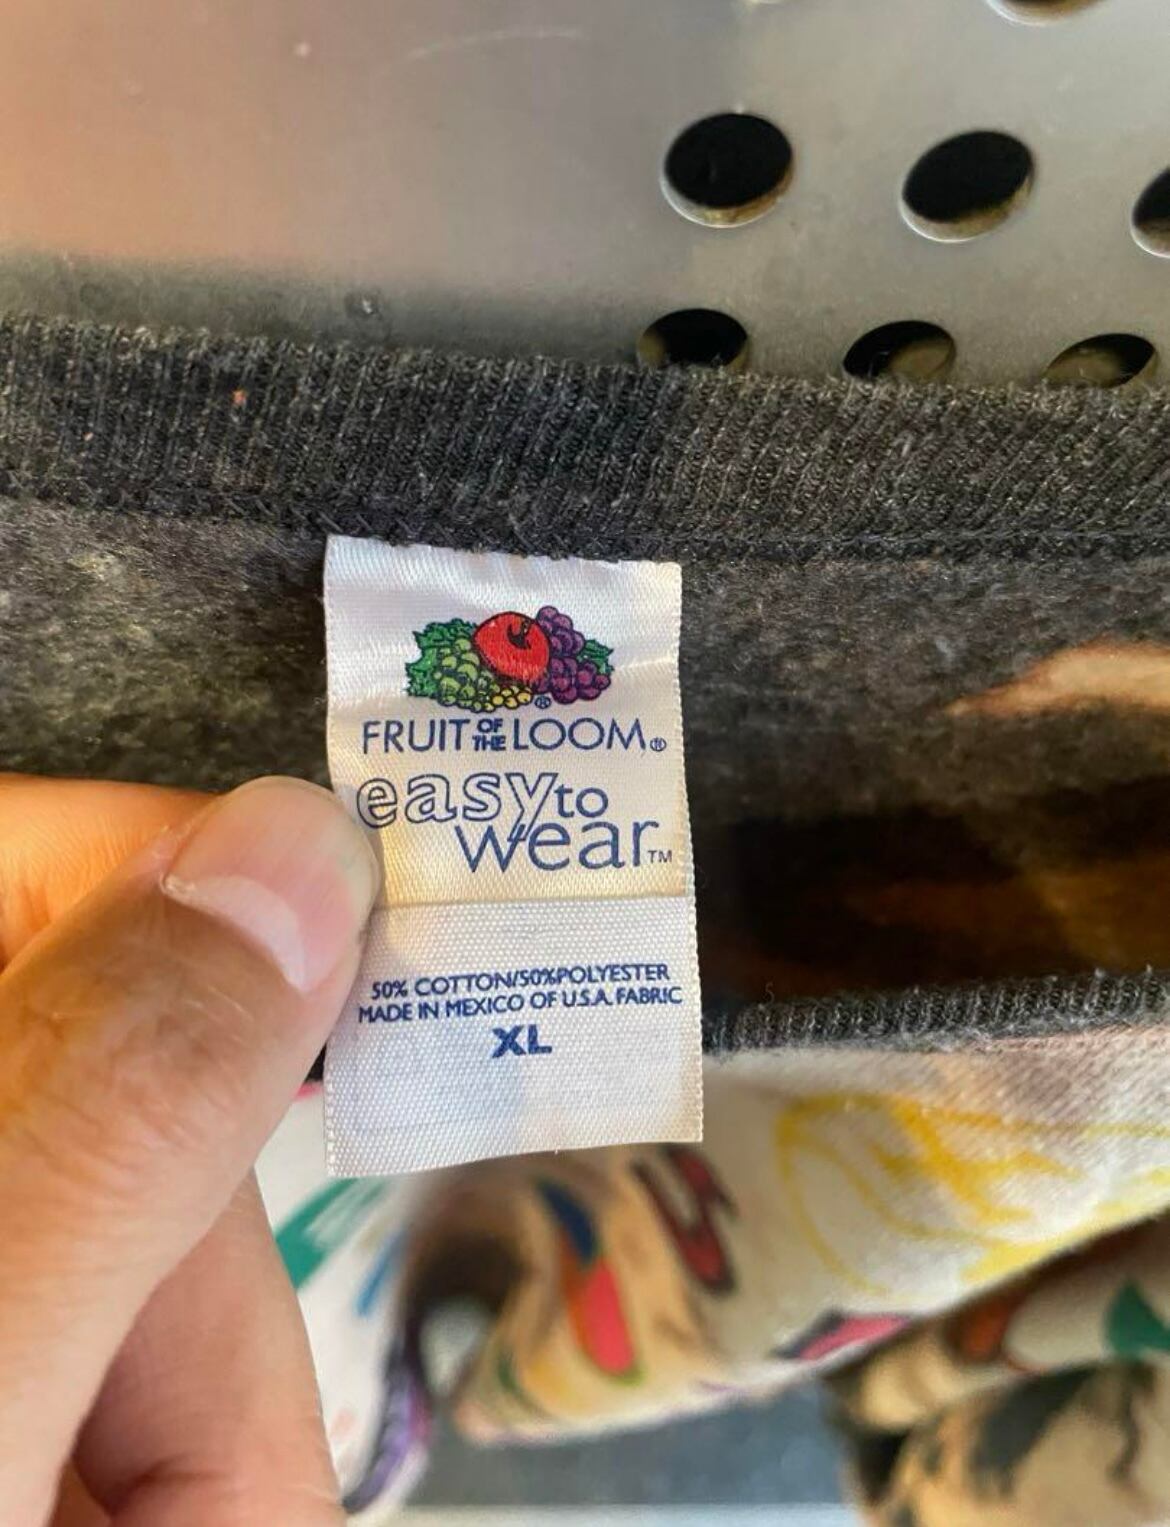 ®
FRUIT OF THE LOOM®
easy to
wear™
50% COTTON/50%POLYESTER
MADE IN MEXICO OF U.S.A. FABRIC
XL